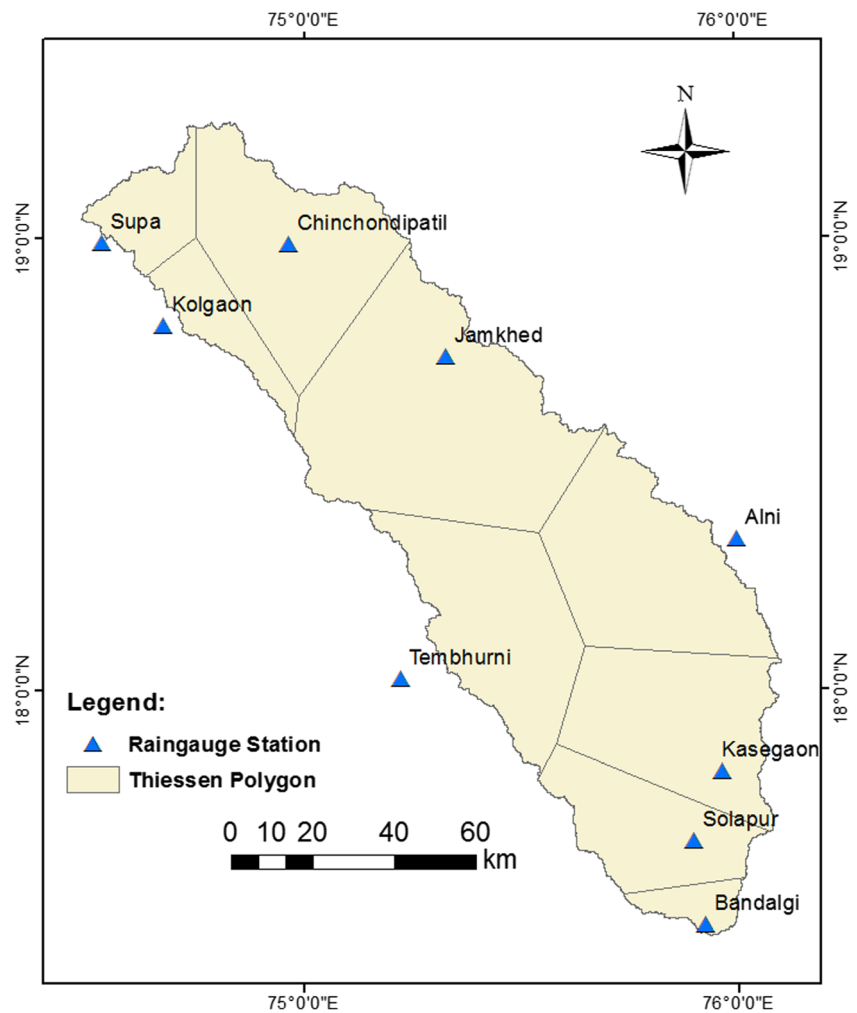 75°0'0"E 76°0'0"E
N
Supa
Chinchondipatil
19°0'0"N 19°0'0"N
Kolgaon
Jamkhed
Alni
Tembhurni
18°0'0"N 18°0'0"N
Legend:
Raingauge Station
Thiessen Polygon
Kasegaon
Solapur
0 10 20 40 60
km
Bandalgi
75°0'0"E 76°0'0"E